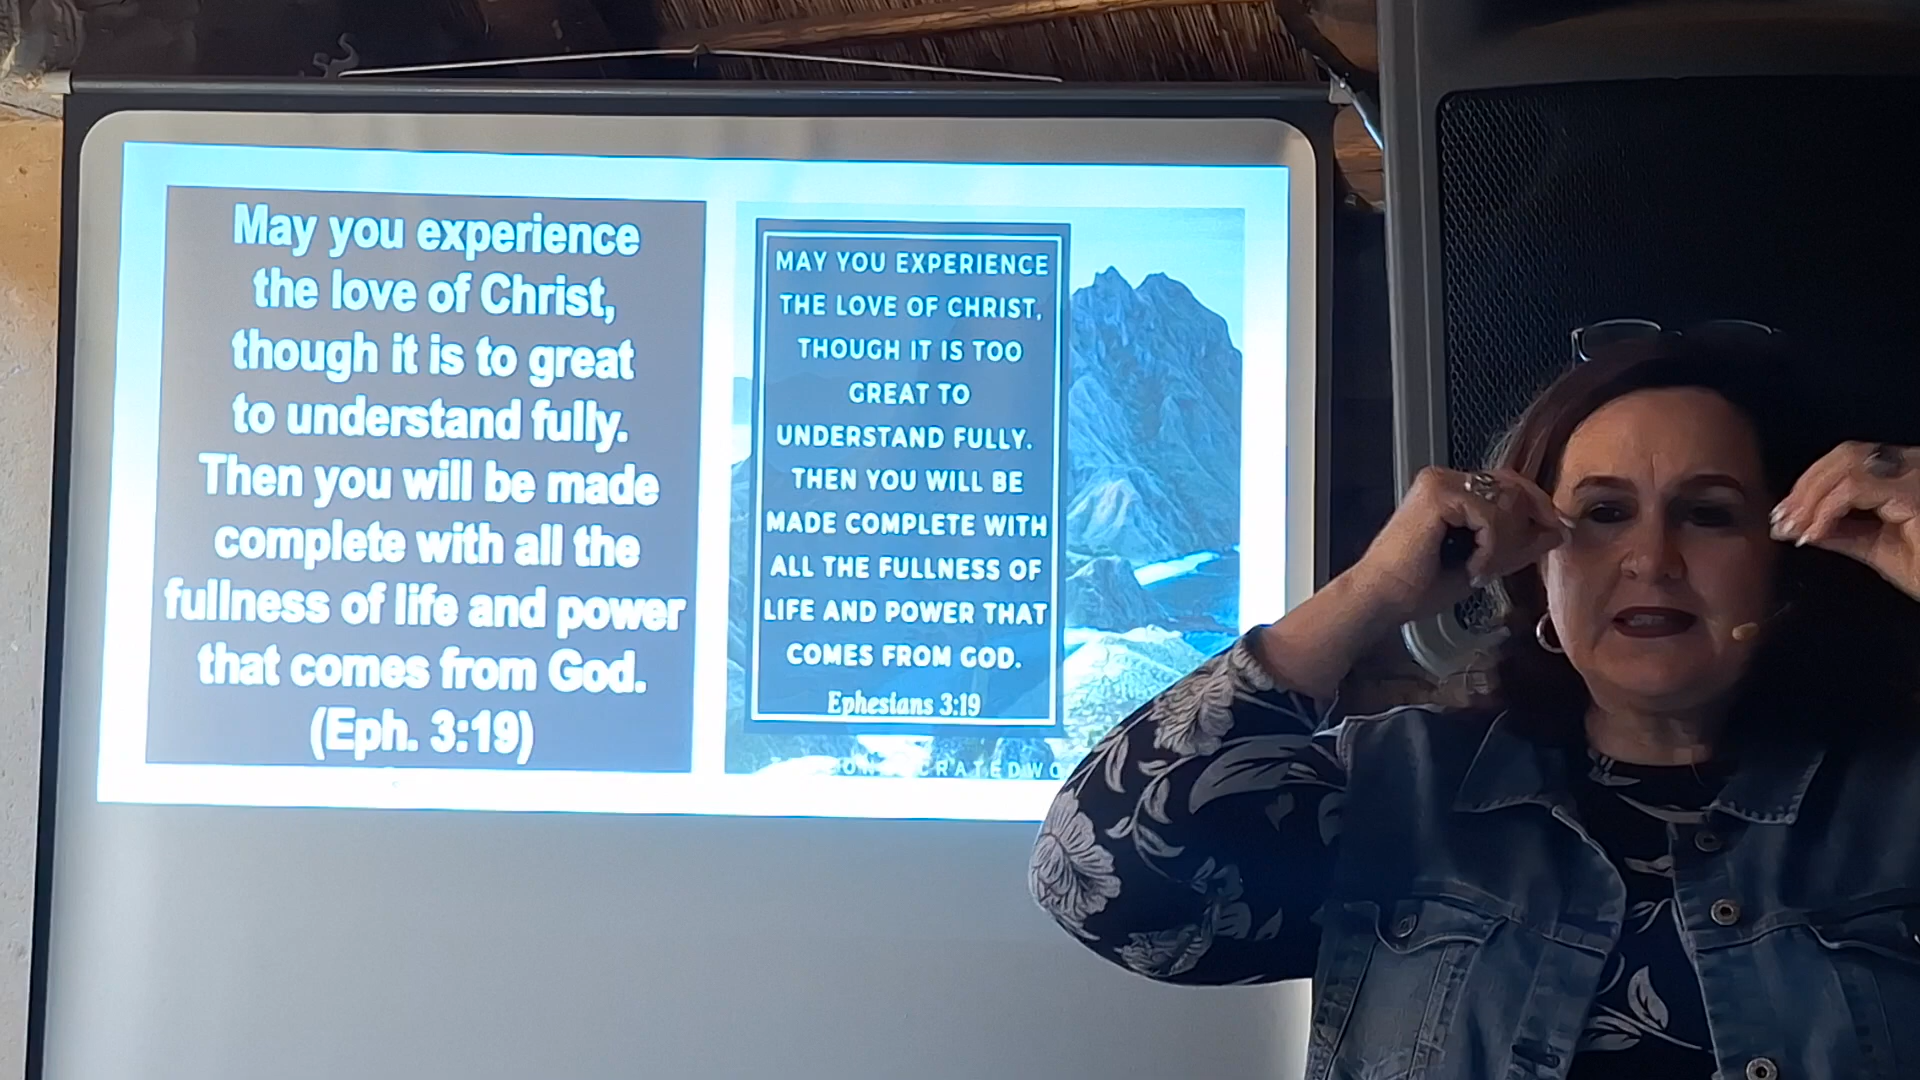 May you experience
the love of Christ,
though it is to great
to understand fully.
Then you will be made
complete with all the
fullness of life and power
that comes from God.
(Eph. 3:19)
MAY YOU EXPERIENCE
THE LOVE OF CHRIST,
THOUGH IT IS TOO
GREAT TO
UNDERSTAND FULLY.
THEN YOU WILL BE
MADE COMPLETE WITH
ALL THE FULLNESS OF
LIFE AND POWER THAT
COMES FROM GOD.
Ephesians 3:19